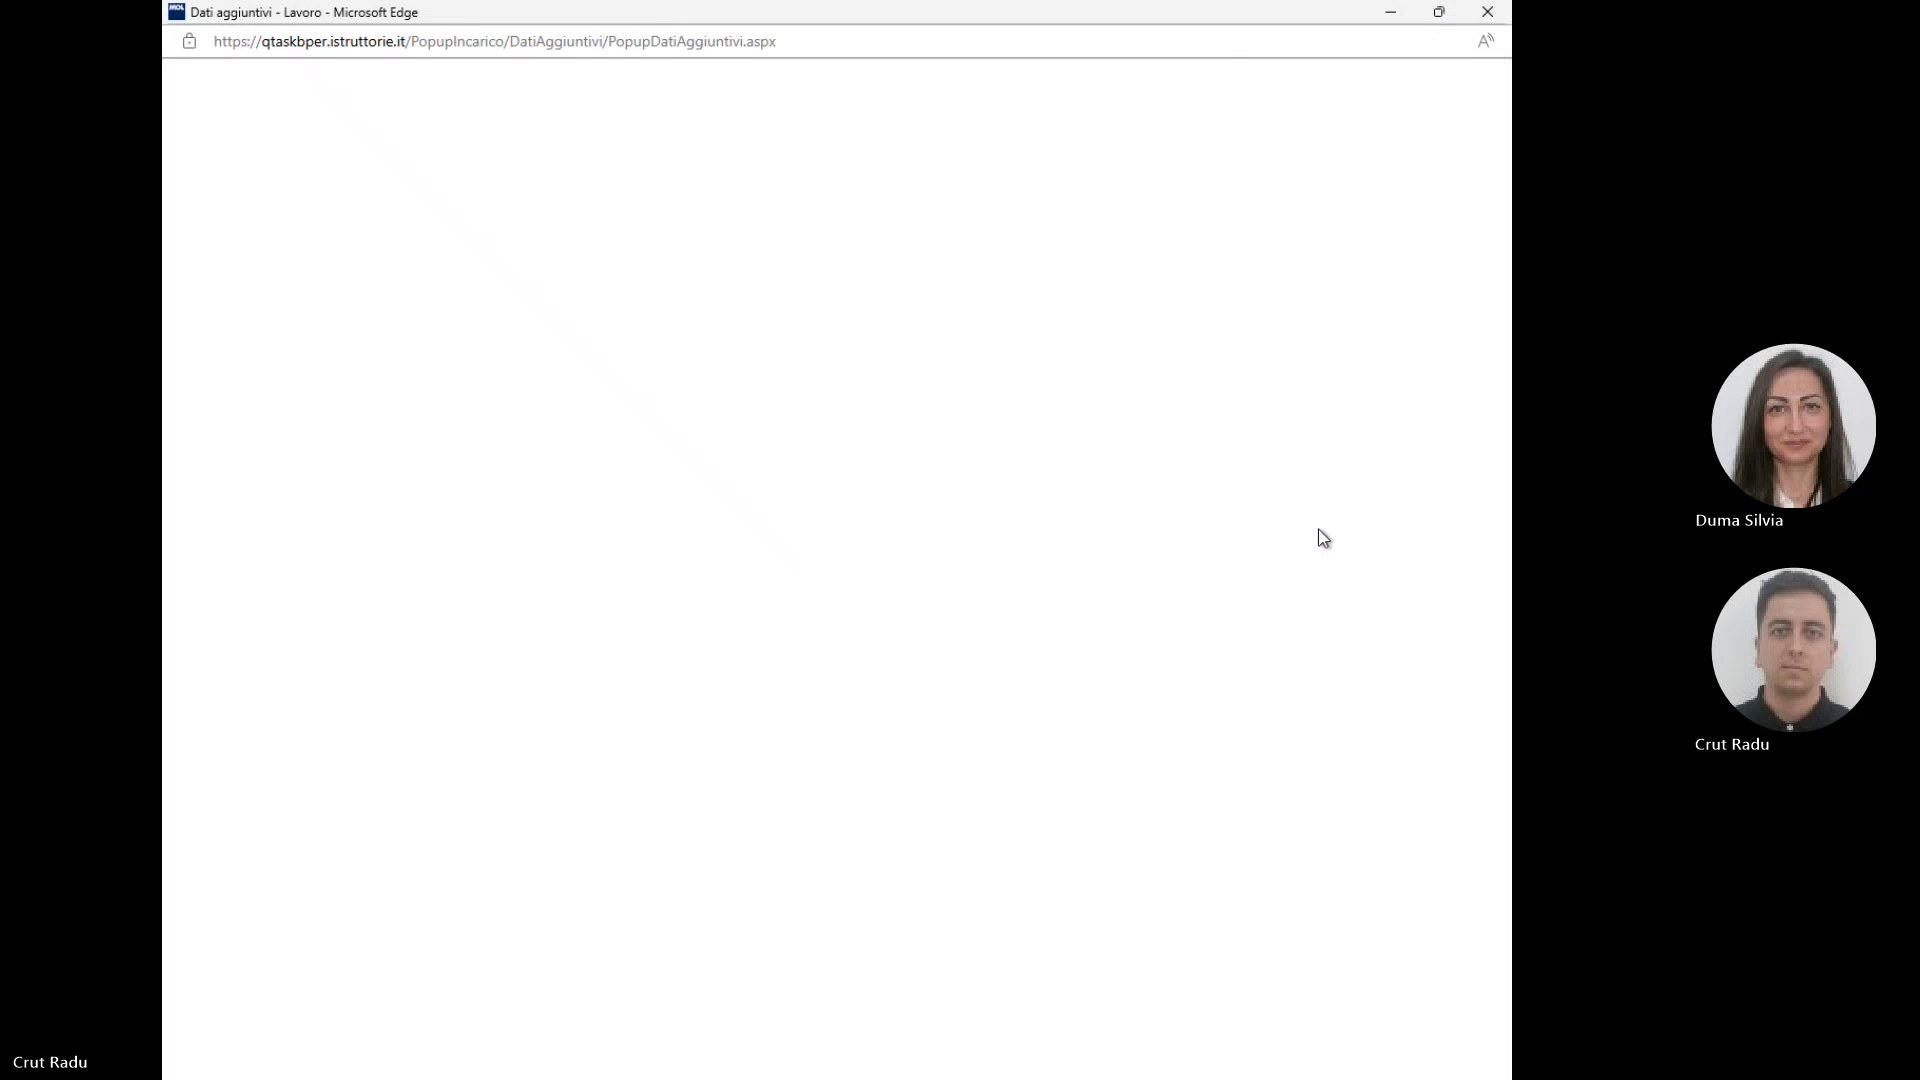 MOL
Dati aggiuntivi - Lavoro - Microsoft Edge
https://qtaskbper.istruttorie.it/PopupIncarico/DatiAggiuntivi/PopupDatiAggiuntivi.aspx
Duma Silvia
Crut Radu
Crut Radu